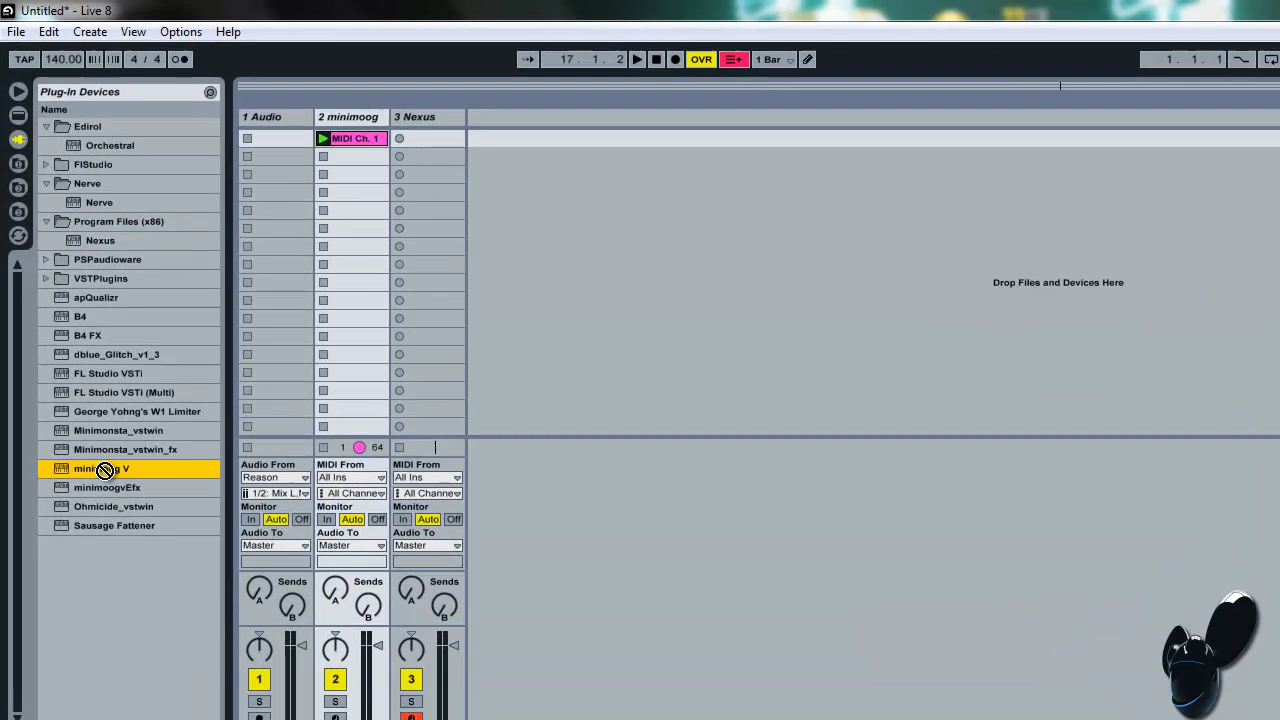 Untitled* - Live 8
File Edit Create View Options Help
TAP 140.00 4 / 4 17. 1. 2 OVR 1 Bar 1. 1. 1
Plug-In Devices
Name
Edirol
Orchestral
FlStudio
Nerve
Nerve
Program Files (x86)
Nexus
PSPaudioware
VSTPlugins
apQualizr
B4
B4 FX
dblue_Glitch_v1_3
FL Studio VSTi
FL Studio VSTi (Multi)
George Yohng's W1 Limiter
Minimonsta_vstwin
Minimonsta_vstwin_fx
V
minimoogvEfx
Ohmicide_vstwin
Sausage Fattener
1 Audio 2 minimoog 3 Nexus
MIDI Ch. 1
Drop Files and Devices Here
1 64
Audio From MIDI From MIDI From
Reason All Ins All Ins
1/2: Mix L, All Channe All Channe
Monitor Monitor Monitor
In Auto Off In Auto Off In Auto Off
Audio To Audio To Audio To
Master Master Master
Sends Sends Sends
A B A B A B
1 2 3
S S S